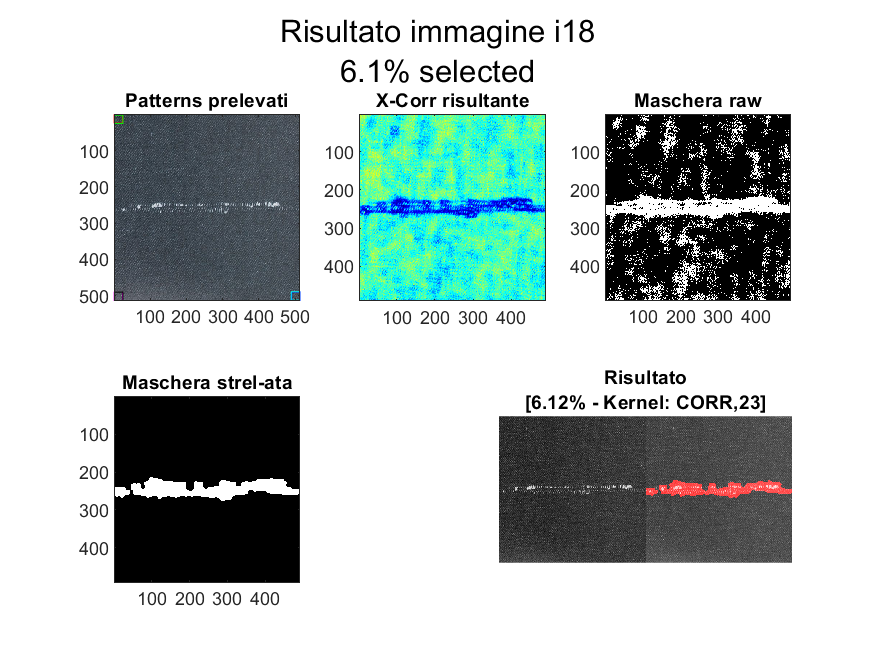 Risultato immagine i18
6.1% selected
Patterns prelevati
100
200
300
400
500
100 200 300 400 500
X-Corr risultante
100
200
300
400
100 200 300 400
Maschera raw
100
200
300
400
100 200 300 400
Maschera strel-ata
100
200
300
400
100 200 300 400
Risultato
[6.12% - Kernel: CORR,23]